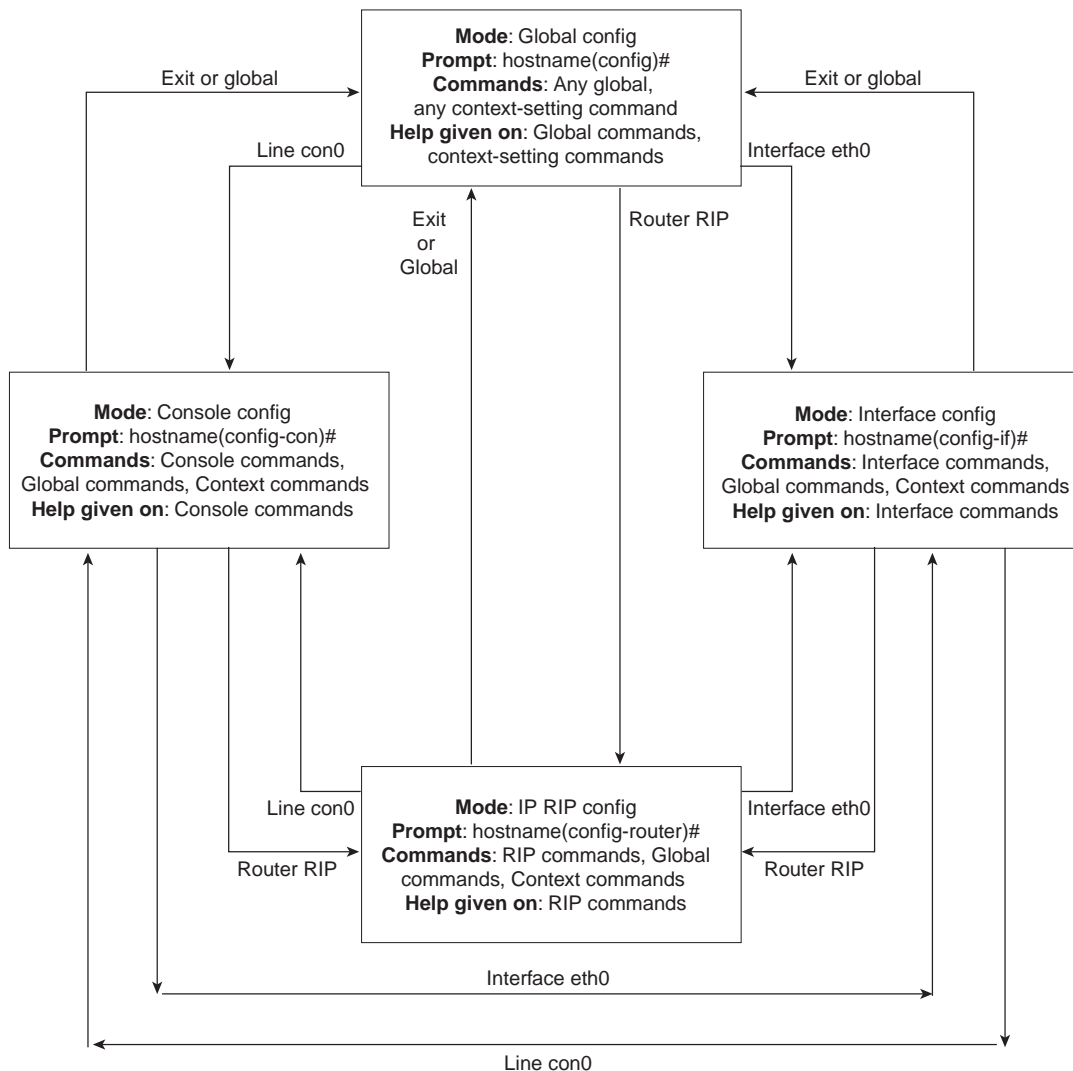 Mode: Global config
Prompt: hostname(config)#
Commands: Any global,
any context-setting command
Help given on: Global commands,
context-setting commands
Exit or global
Exit or global
Line con0
Interface eth0
Exit
or
Global
Router RIP
Mode: Console config
Prompt: hostname(config-con)#
Commands: Console commands,
Global commands, Context commands
Help given on: Console commands
Mode: Interface config
Prompt: hostname(config-if)#
Commands: Interface commands,
Global commands, Context commands
Help given on: Interface commands
Line con0
Interface eth0
Mode: IP RIP config
Prompt: hostname(config-router)#
Commands: RIP commands, Global
commands, Context commands
Help given on: RIP commands
Router RIP
Router RIP
Interface eth0
Line con0